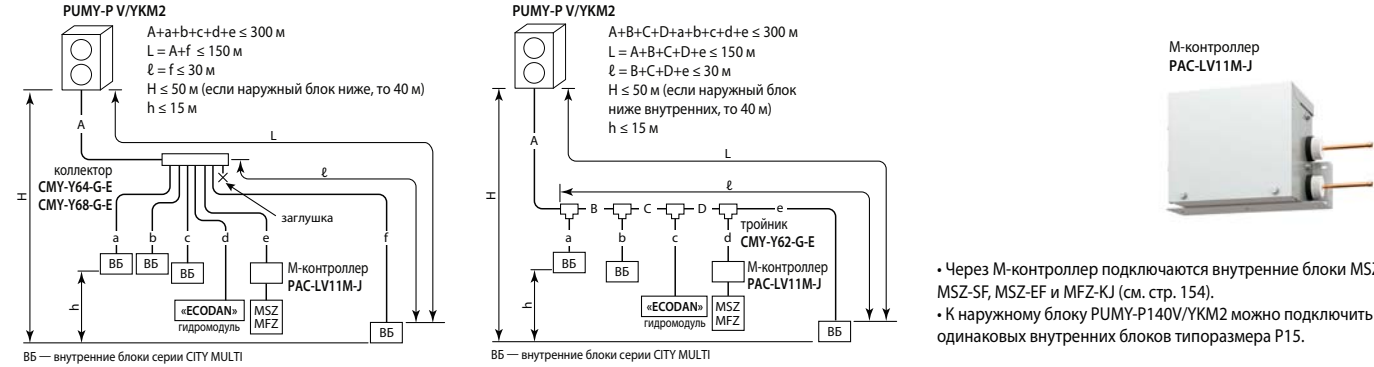 PUMY-P V/YKM2
A+a+b+c+d+e ≤ 300 м
L = A+f ≤ 150 м
ℓ = f ≤ 30 м
H ≤ 50 м (если наружный блок ниже, то 40 м)
h ≤ 15 м
A
L
H
коллектор
CMY-Y64-G-E
CMY-Y68-G-E
ℓ
заглушка
a
b
c
d
e
f
ВБ
ВБ
ВБ
М-контроллер
PAC-LV11M-J
h
«ECODAN»
гидромодуль
MSZ
MFZ
ВБ
ВБ — внутренние блоки серии CITY MULTI
PUMY-P V/YKM2
A+B+C+D+a+b+c+d+e ≤ 300 м
L = A+B+C+D+e ≤ 150 м
ℓ = B+C+D+e ≤ 30 м
H ≤ 50 м (если наружный блок
ниже внутренних, то 40 м)
h ≤ 15 м
A
L
H
ℓ
B
C
D
e
тройник
CMY-Y62-G-E
a
b
c
d
ВБ
ВБ
М-контроллер
PAC-LV11M-J
h
«ECODAN»
гидромодуль
MSZ
MFZ
ВБ
ВБ — внутренние блоки серии CITY MULTI
М-контроллер
PAC-LV11M-J
• Через М-контроллер подключаются внутренние блоки MSZ
MSZ-SF, MSZ-EF и MFZ-KJ (см. стр. 154).
• К наружному блоку PUMY-P140V/YKM2 можно подключить
одинаковых внутренних блоков типоразмера P15.